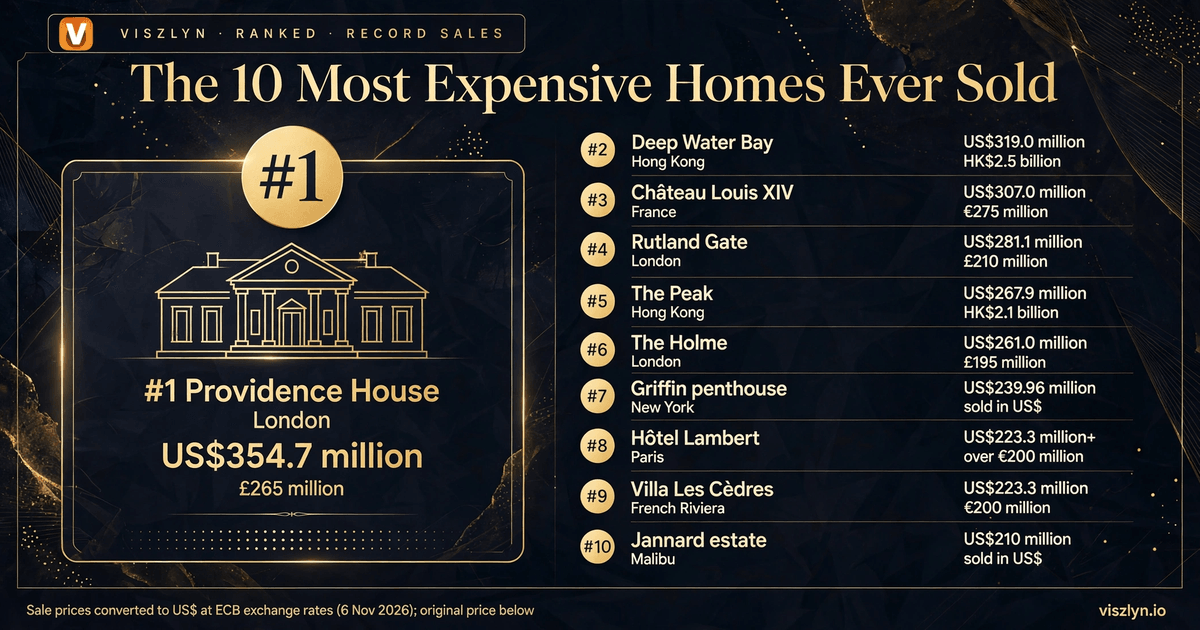 V
VISZLYN · RANKED · RECORD SALES
The 10 Most Expensive Homes Ever Sold
#1
#1 Providence House
London
US$354.7 million
£265 million
#2
Deep Water Bay
Hong Kong
US$319.0 million
HK$2.5 billion
#3
Château Louis XIV
France
US$307.0 million
€275 million
#4
Rutland Gate
London
US$281.1 million
£210 million
#5
The Peak
Hong Kong
US$267.9 million
HK$2.1 billion
#6
The Holme
London
US$261.0 million
£195 million
#7
Griffin penthouse
New York
US$239.96 million
sold in US$
#8
Hôtel Lambert
Paris
US$223.3 million+
over €200 million
#9
Villa Les Cèdres
French Riviera
US$223.3 million
€200 million
#10
Jannard estate
Malibu
US$210 million
sold in US$
Sale prices converted to US$ at ECB exchange rates (6 Nov 2026); original price below
viszlyn.io